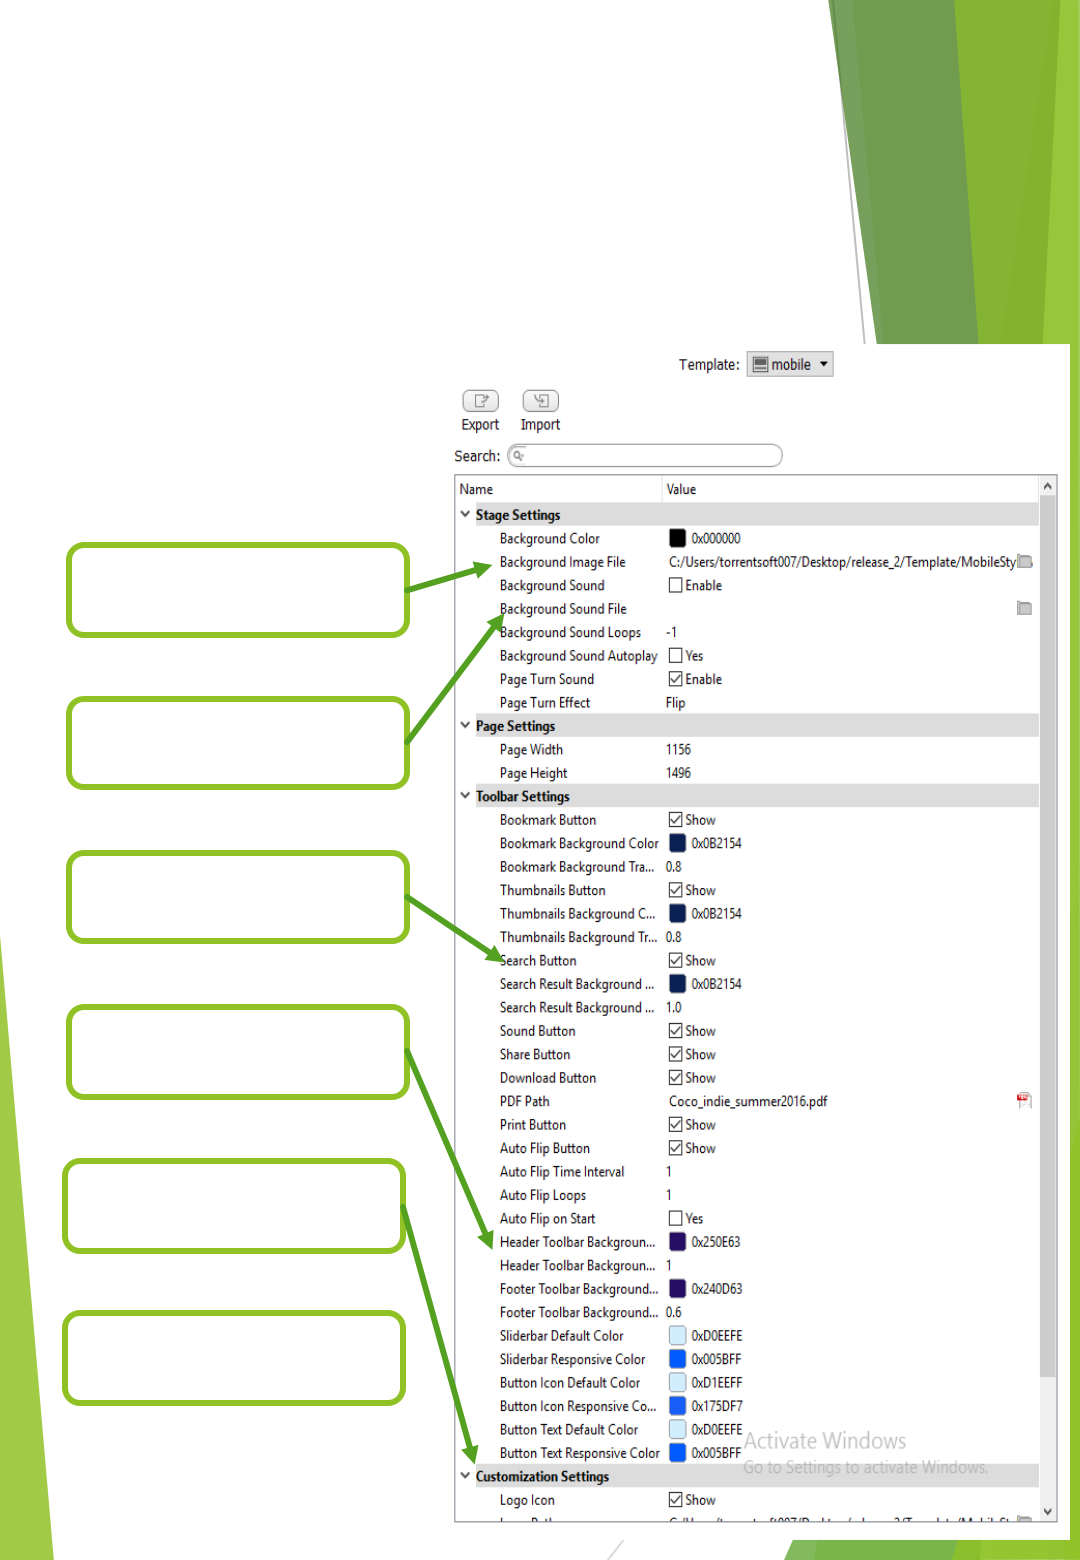 Template: mobile
Export Import
Search:
Name Value
Stage Settings
Background Color 0x000000
Background Image File C:/Users/torrentsoft007/Desktop/release_2/Template/MobileSty
Background Sound Enable
Background Sound File
Background Sound Loops -1
Background Sound Autoplay Yes
Page Turn Sound Enable
Page Turn Effect Flip
Page Settings
Page Width 1156
Page Height 1496
Toolbar Settings
Bookmark Button Show
Bookmark Background Color 0x0B2154
Bookmark Background Tra... 0.8
Thumbnails Button Show
Thumbnails Background C... 0x0B2154
Thumbnails Background Tr... 0.8
Search Button Show
Search Result Background ... 0x0B2154
Search Result Background ... 1.0
Sound Button Show
Share Button Show
Download Button Show
PDF Path Coco_indie_summer2016.pdf
Print Button Show
Auto Flip Button Show
Auto Flip Time Interval 1
Auto Flip Loops 1
Auto Flip on Start Yes
Header Toolbar Backgroun... 0x250E63
Header Toolbar Backgroun... 1
Footer Toolbar Background... 0x240D63
Footer Toolbar Background... 0.6
Sliderbar Default Color 0xD0EEFE
Sliderbar Responsive Color 0x005BFF
Button Icon Default Color 0xD1EEFF
Button Icon Responsive Co... 0x175DF7
Button Text Default Color 0xD0EEFE
Activate Windows
Button Text Responsive Color 0x005BFF
Go to Settings to activate Windows.
Customization Settings
Logo Icon Show